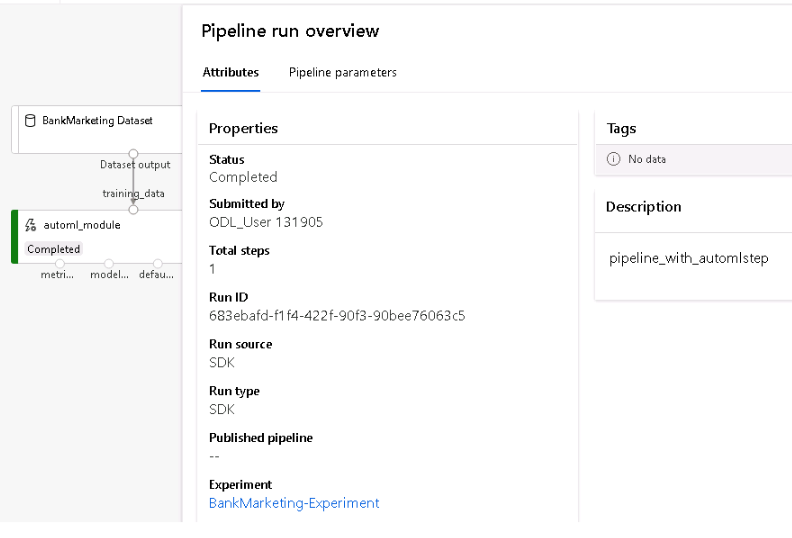 Pipeline run overview
Attributes
Pipeline parameters
BankMarketing Dataset
Dataset output
training_data
automl_module
Completed
metri...
model...
defau...
Properties
Status
Completed
Submitted by
ODL_User 131905
Total steps
1
Run ID
683ebafd-f1f4-422f-90f3-90bee76063c5
Run source
SDK
Run type
SDK
Published pipeline
--
Experiment
BankMarketing-Experiment
Tags
No data
Description
pipeline_with_automlstep